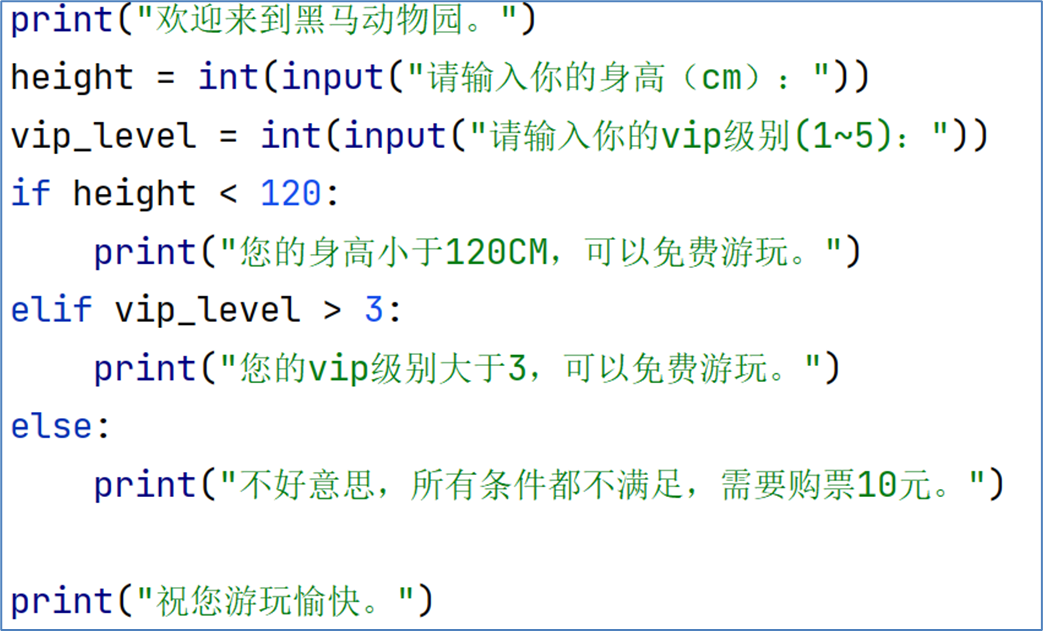 print("欢迎来到黑马动物园。")
height = int(input("请输入你的身高（cm）："))
vip_level = int(input("请输入你的vip级别(1~5)："))
if height < 120:
    print("您的身高小于120CM，可以免费游玩。")
elif vip_level > 3:
    print("您的vip级别大于3，可以免费游玩。")
else:
    print("不好意思，所有条件都不满足，需要购票10元。")
print("祝您游玩愉快。")